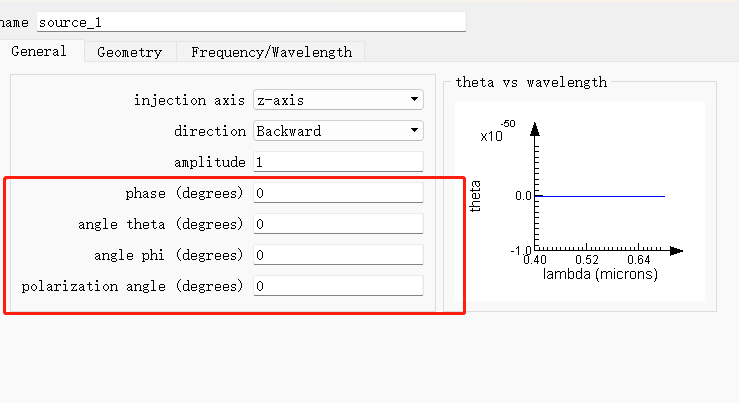 name source_1
General Geometry Frequency/Wavelength
injection axis z-axis
direction Backward
amplitude 1
phase (degrees) 0
angle theta (degrees) 0
angle phi (degrees) 0
polarization angle (degrees) 0
theta vs wavelength
x10 -50
theta
0.0
-1.0
0.40 0.52 0.64
lambda (microns)